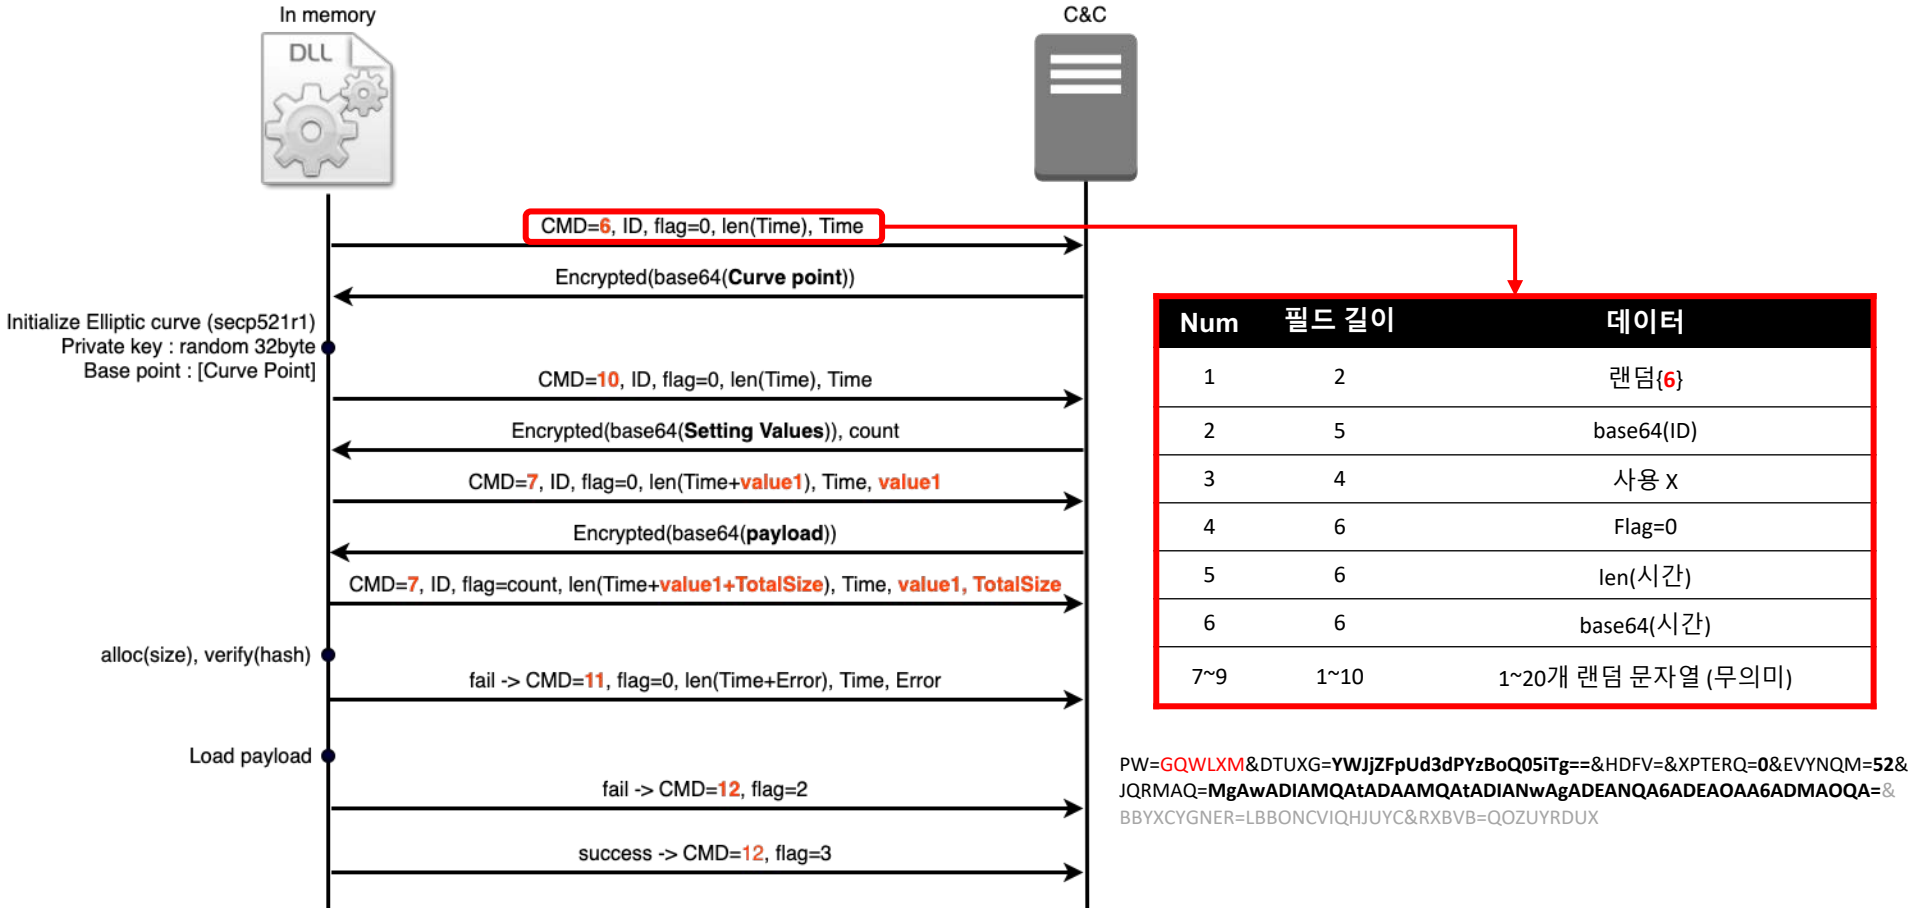 In memory
C&C
DLL
CMD=6, ID, flag=0, len(Time), Time
Encrypted(base64(Curve point))
Initialize Elliptic curve (secp521r1)
Private key : random 32byte
Base point : [Curve Point]
CMD=10, ID, flag=0, len(Time), Time
Encrypted(base64(Setting Values)), count
CMD=7, ID, flag=0, len(Time+value1), Time, value1
Encrypted(base64(payload))
CMD=7, ID, flag=count, len(Time+value1+TotalSize), Time, value1, TotalSize
alloc(size), verify(hash)
fail -> CMD=11, flag=0, len(Time+Error), Time, Error
Load payload
fail -> CMD=12, flag=2
success -> CMD=12, flag=3
Num 필드 길이 데이터
1 2 랜덤{6}
2 5 base64(ID)
3 4 사용 X
4 6 Flag=0
5 6 len(시간)
6 6 base64(시간)
7~9 1~10 1~20개 랜덤 문자열 (무의미)
PW=GQWLXM&DTUXG=YWJjZFpUd3dPYzBoQ05iTg==&HDFV=&XPTERQ=0&EVYNQM=52&
JQRMAQ=MgAwADIAMQAtADAAMQAtADIANwAgADEANQA6ADEAOAA6ADMAOQA=&
BBYXCYGNER=LBBONCVIQHJUYC&RXBVB=QOZUYRDUX